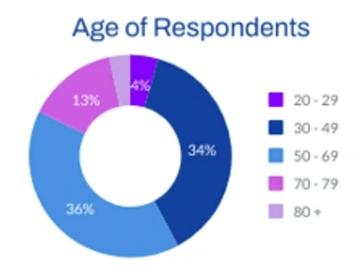 Age of Respondents
4%
34%
36%
13%
20 - 29
30 - 49
50 - 69
70 - 79
80 +